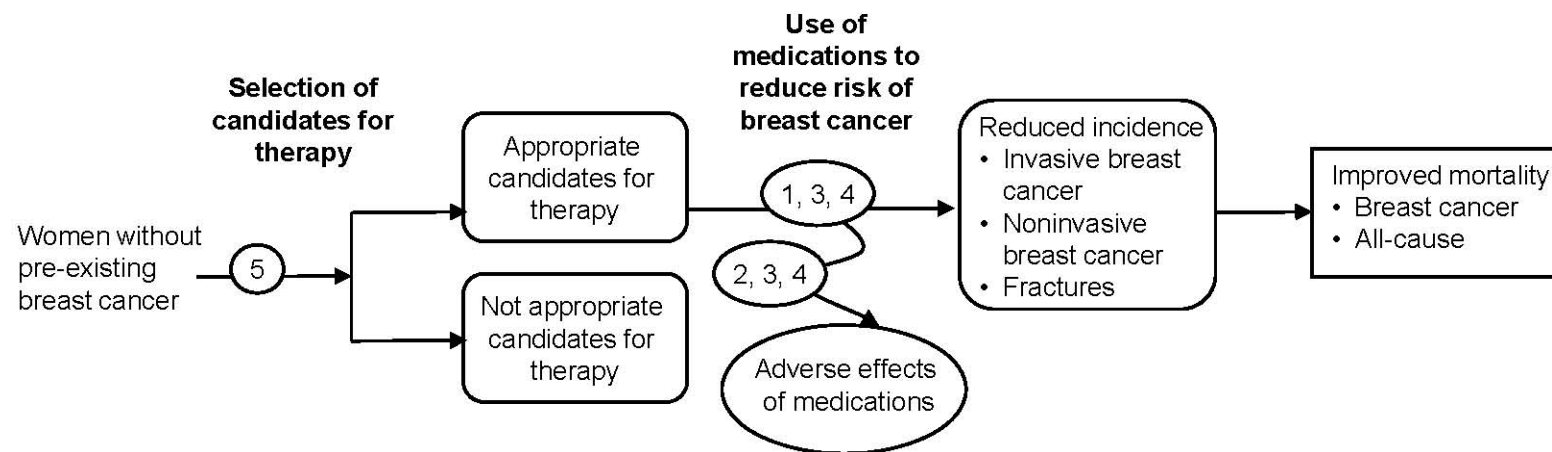 Use of
medications to
reduce risk of
breast cancer
Selection of
candidates for
therapy
Women without
pre-existing
breast cancer
5
Appropriate
candidates for
therapy
Not appropriate
candidates for
therapy
1, 3, 4
2, 3, 4
Adverse effects
of medications
Reduced incidence
• Invasive breast
cancer
• Noninvasive
breast cancer
• Fractures
Improved mortality
• Breast cancer
• All-cause